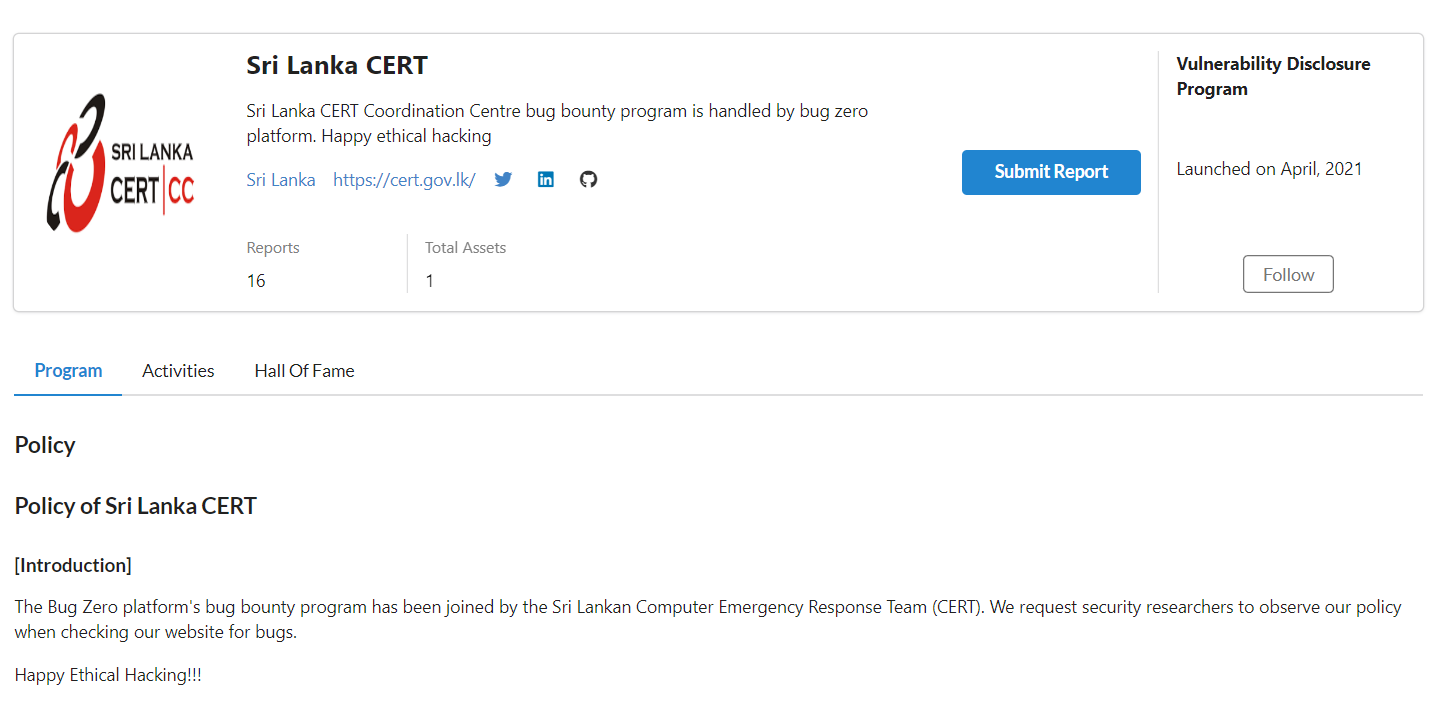 SRI LANKA
CERT|CC
Sri Lanka CERT
Sri Lanka CERT Coordination Centre bug bounty program is handled by bug zero
platform. Happy ethical hacking
Sri Lanka https://cert.gov.lk/
Reports
16
Total Assets
1
Submit Report
Vulnerability Disclosure
Program
Launched on April, 2021
Follow
Program Activities Hall Of Fame
Policy
Policy of Sri Lanka CERT
[Introduction]
The Bug Zero platform's bug bounty program has been joined by the Sri Lankan Computer Emergency Response Team (CERT). We request security researchers to observe our policy
when checking our website for bugs.
Happy Ethical Hacking!!!